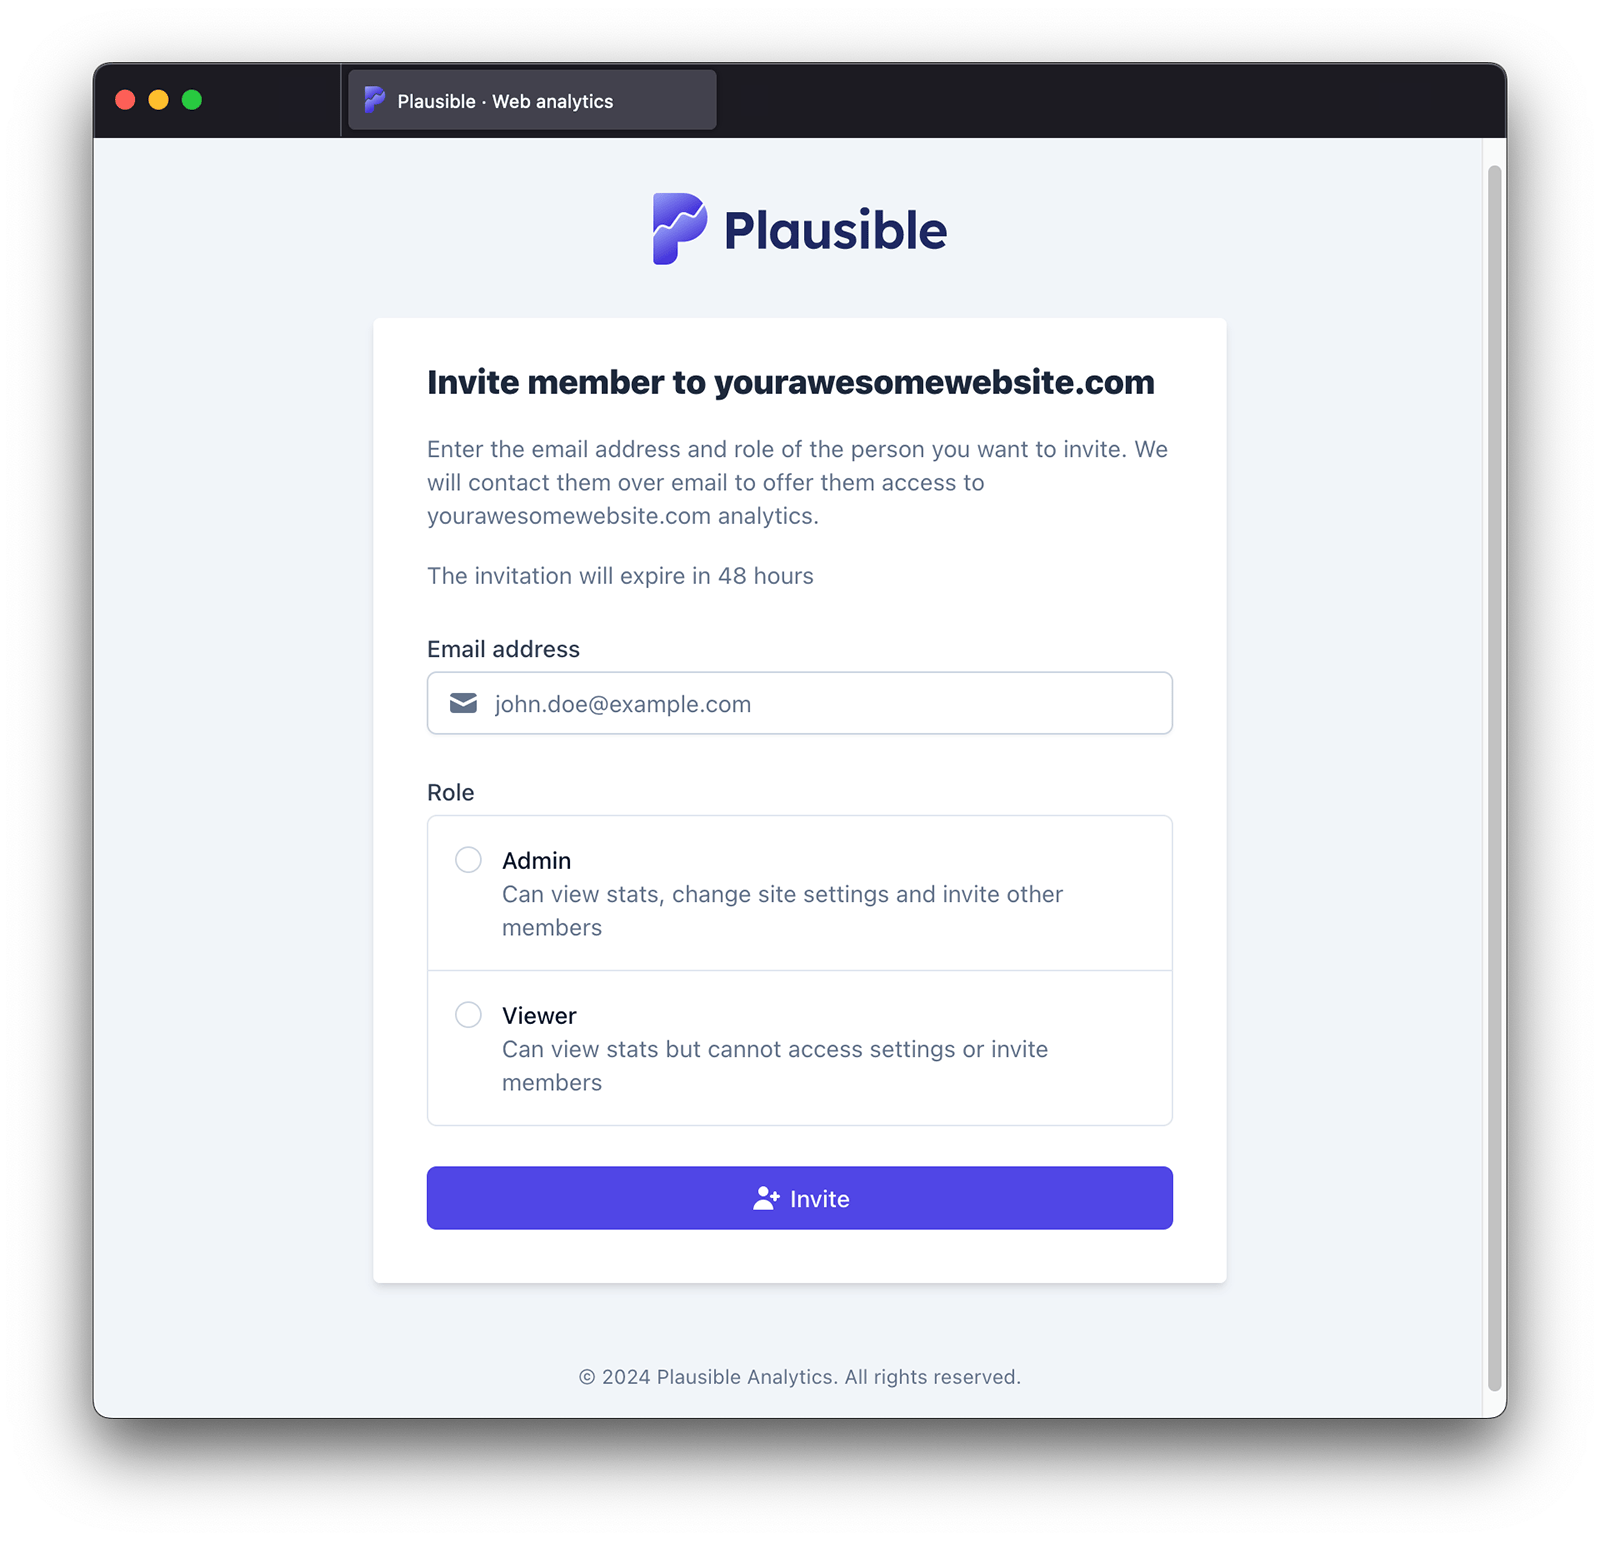 Plausible · Web analytics
Plausible
Invite member to yourawesomewebsite.com
Enter the email address and role of the person you want to invite. We
will contact them over email to offer them access to
yourawesomewebsite.com analytics.
The invitation will expire in 48 hours
Email address
john.doe@example.com
Role
Admin
Can view stats, change site settings and invite other
members
Viewer
Can view stats but cannot access settings or invite
members
Invite
© 2024 Plausible Analytics. All rights reserved.